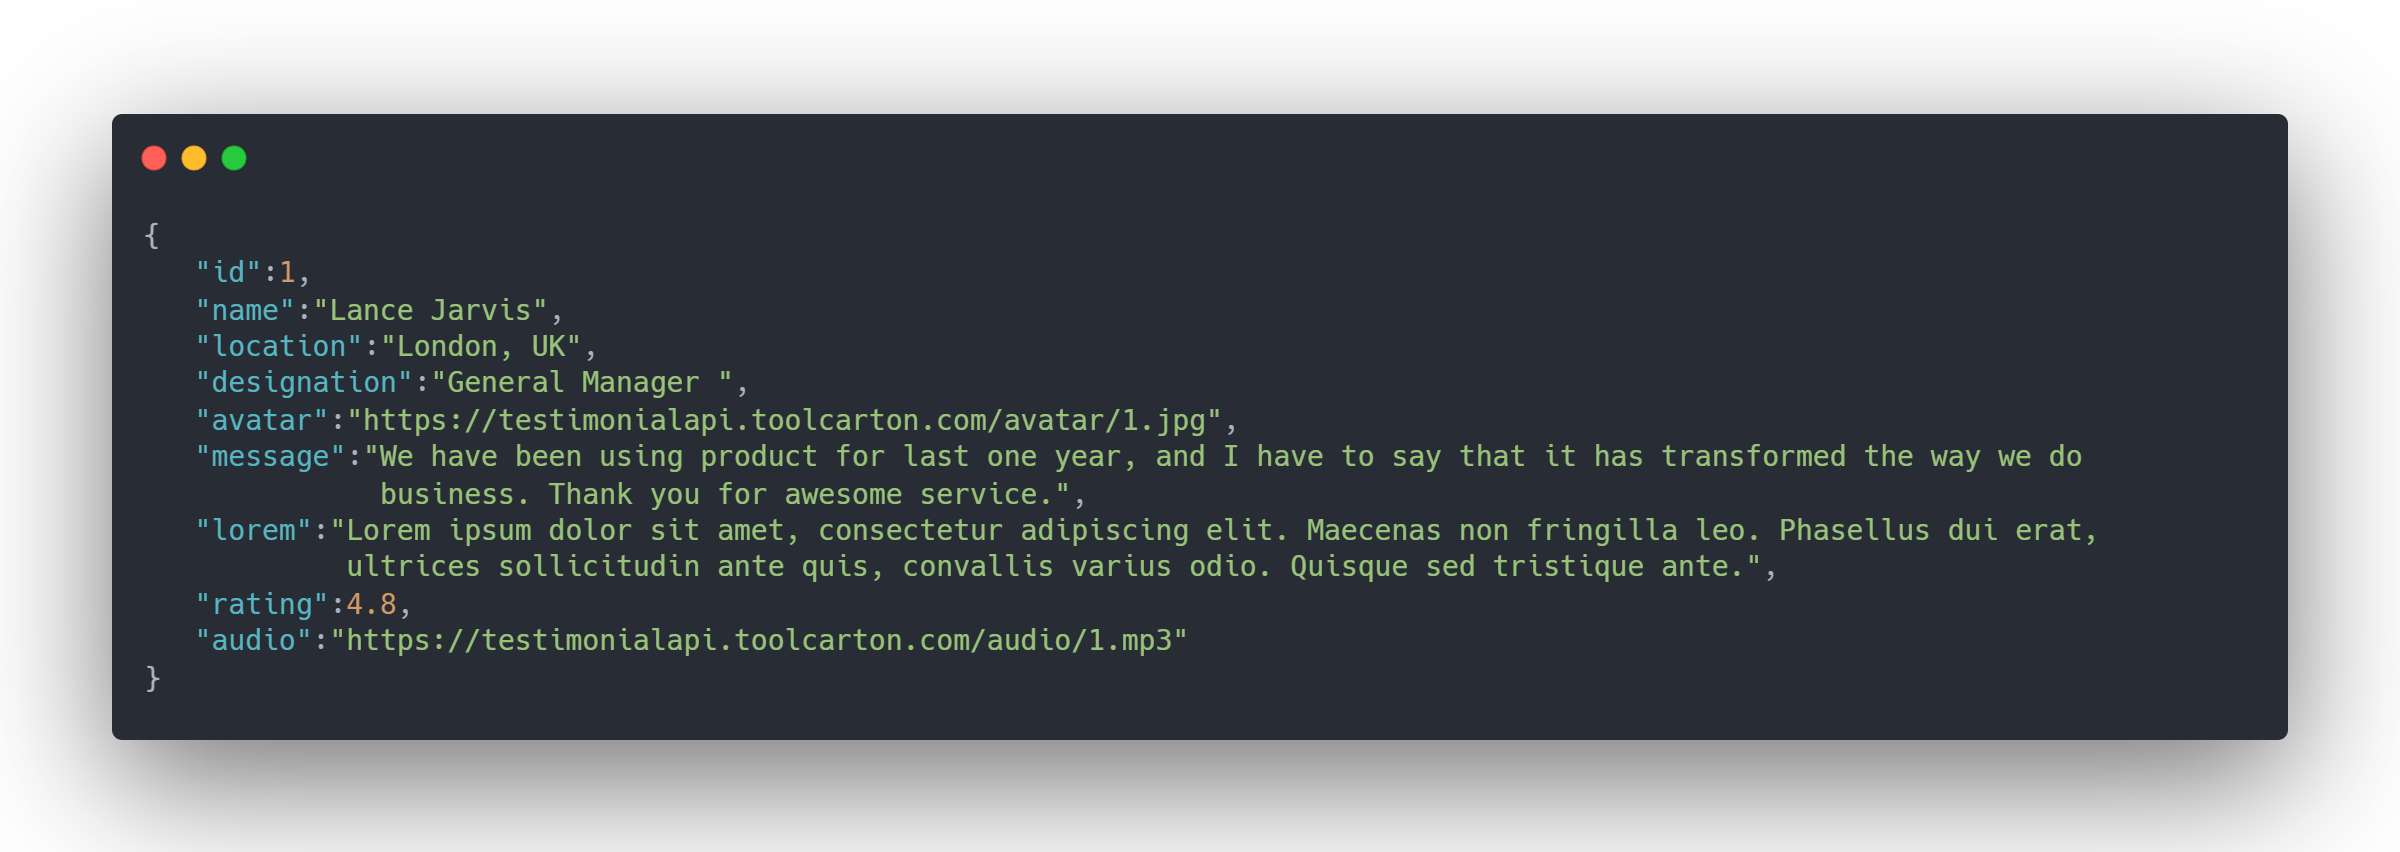 {
"id":1,
"name":"Lance Jarvis",
"location":"London, UK",
"designation":"General Manager ",
"avatar":"https://testimonialapi.toolcarton.com/avatar/1.jpg",
"message":"We have been using product for last one year, and I have to say that it has transformed the way we do
business. Thank you for awesome service.",
"lorem":"Lorem ipsum dolor sit amet, consectetur adipiscing elit. Maecenas non fringilla leo. Phasellus dui erat,
ultrices sollicitudin ante quis, convallis varius odio. Quisque sed tristique ante.",
"rating":4.8,
"audio":"https://testimonialapi.toolcarton.com/audio/1.mp3"
}